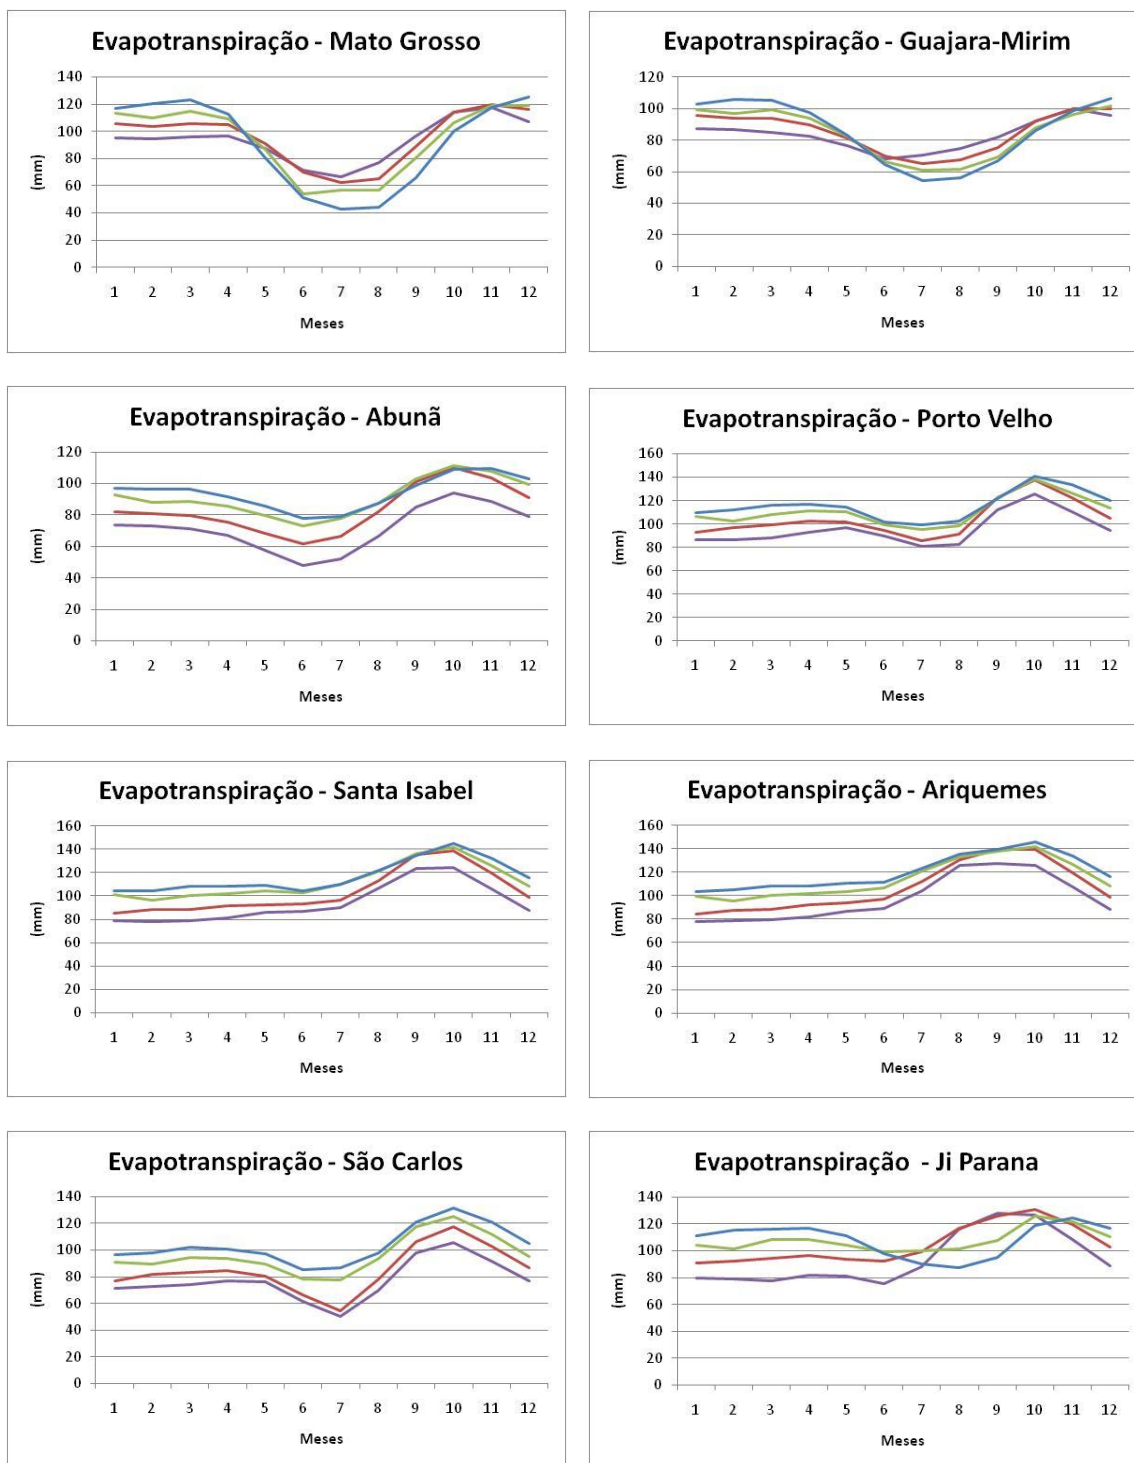 Evapotranspiração - Mato Grosso
140
120
100
80
60
40
20
0
(mm)
1 2 3 4 5 6 7 8 9 10 11 12
Meses
Evapotranspiração - Guajara-Mirim
120
100
80
60
40
20
0
(mm)
1 2 3 4 5 6 7 8 9 10 11 12
Meses
Evapotranspiração - Abunã
120
100
80
60
40
20
0
(mm)
1 2 3 4 5 6 7 8 9 10 11 12
Meses
Evapotranspiração - Porto Velho
160
140
120
100
80
60
40
20
0
(mm)
1 2 3 4 5 6 7 8 9 10 11 12
Meses
Evapotranspiração - Santa Isabel
160
140
120
100
80
60
40
20
0
(mm)
1 2 3 4 5 6 7 8 9 10 11 12
Meses
Evapotranspiração - Ariquemes
160
140
120
100
80
60
40
20
0
(mm)
1 2 3 4 5 6 7 8 9 10 11 12
Meses
Evapotranspiração - São Carlos
140
120
100
80
60
40
20
0
(mm)
1 2 3 4 5 6 7 8 9 10 11 12
Meses
Evapotranspiração - Ji Parana
140
120
100
80
60
40
20
0
(mm)
1 2 3 4 5 6 7 8 9 10 11 12
Meses